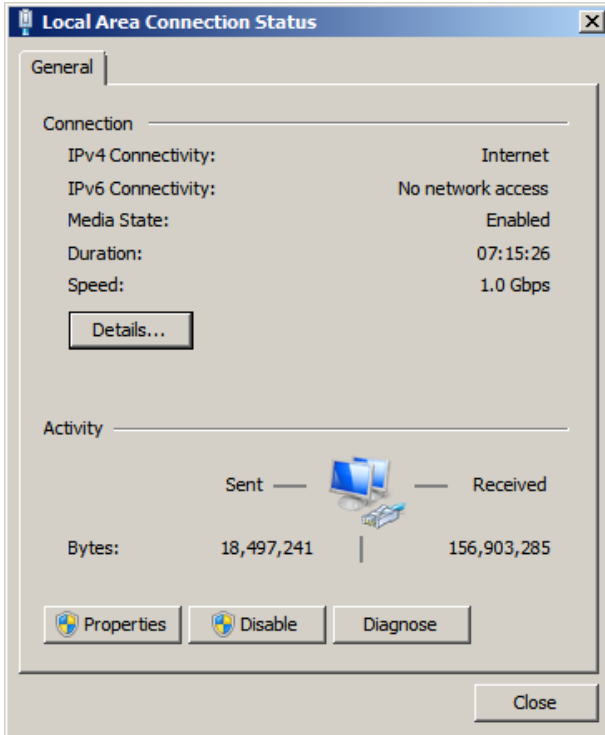 Local Area Connection Status
General
Connection
IPv4 Connectivity: Internet
IPv6 Connectivity: No network access
Media State: Enabled
Duration: 07:15:26
Speed: 1.0 Gbps
Details...
Activity
Sent Received
Bytes: 18,497,241 156,903,285
Properties Disable Diagnose
Close